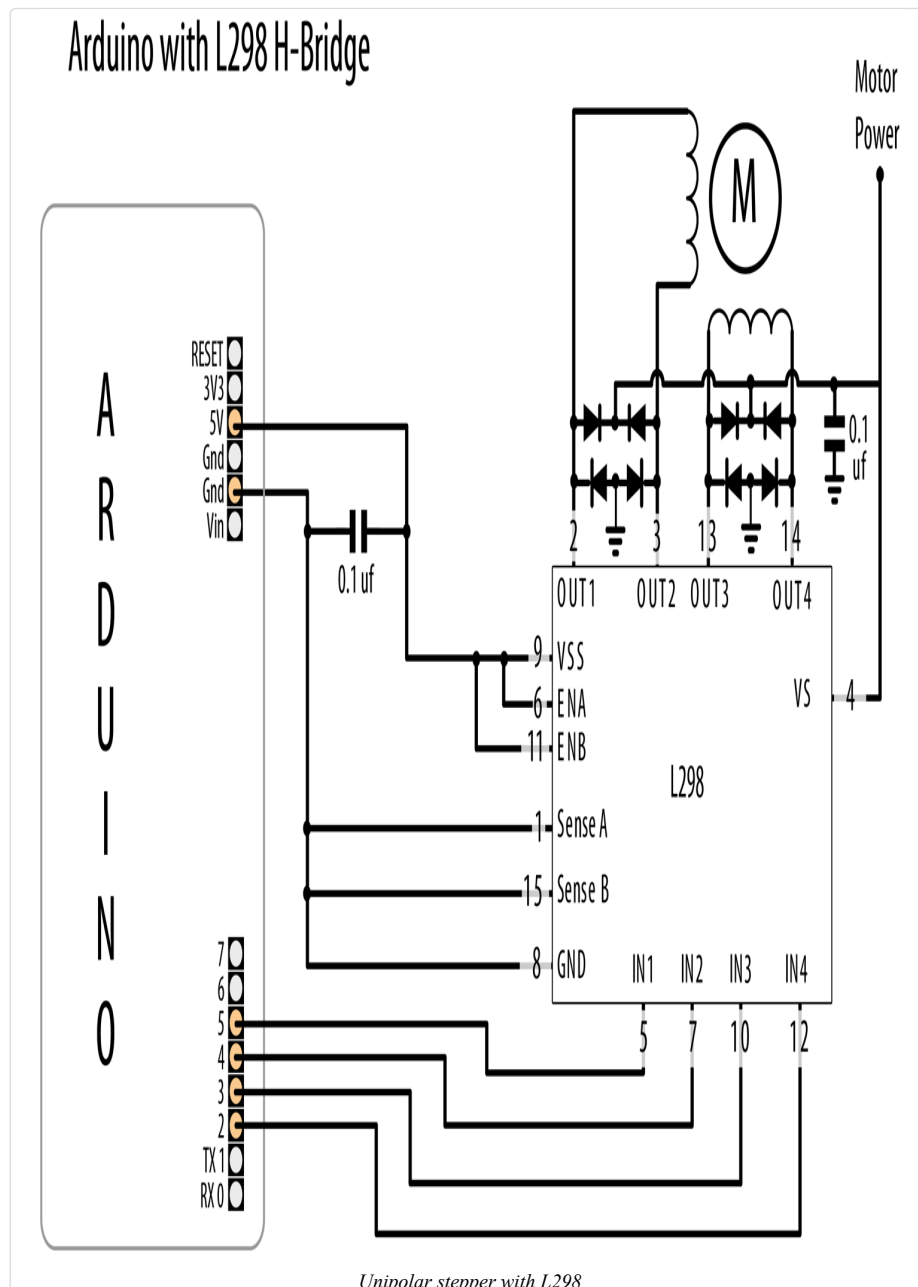 Arduino with L298 H-Bridge
Motor
Power
M
ARDUINO
RESET
3V3
5V
Gnd
Gnd
Vin
0.1 uf
0.1
uf
2
3
13
14
OUT1
OUT2
OUT3
OUT4
9
VSS
6
ENA
11
ENB
VS
4
L298
1
Sense A
15
Sense B
8
GND
IN1
IN2
IN3
IN4
5
7
10
12
7
6
5
4
3
2
TX 1
RX 0
Unipolar stepper with L298